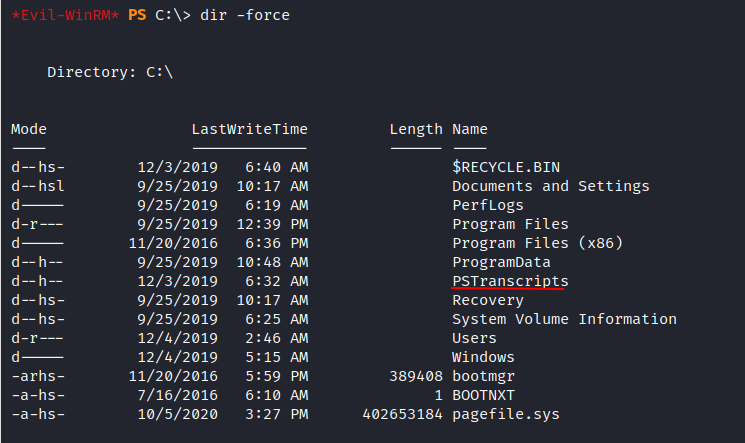 *Evil-WinRM* PS C:\> dir -force
Directory: C:\
Mode LastWriteTime Length Name
---- ------------- ------ ----
d--hs- 12/3/2019 6:40 AM $RECYCLE.BIN
d--hsl 9/25/2019 10:17 AM Documents and Settings
d----- 9/25/2019 6:19 AM PerfLogs
d-r--- 9/25/2019 12:39 PM Program Files
d----- 11/20/2016 6:36 PM Program Files (x86)
d--h-- 9/25/2019 10:48 AM ProgramData
d--h-- 12/3/2019 6:32 AM PSTranscripts
d--hs- 9/25/2019 10:17 AM Recovery
d--hs- 9/25/2019 6:25 AM System Volume Information
d-r--- 12/4/2019 2:46 AM Users
d----- 12/4/2019 5:15 AM Windows
-arhs- 11/20/2016 5:59 PM 389408 bootmgr
-a-hs- 7/16/2016 6:10 AM 1 BOOTNXT
-a-hs- 10/5/2020 3:27 PM 402653184 pagefile.sys